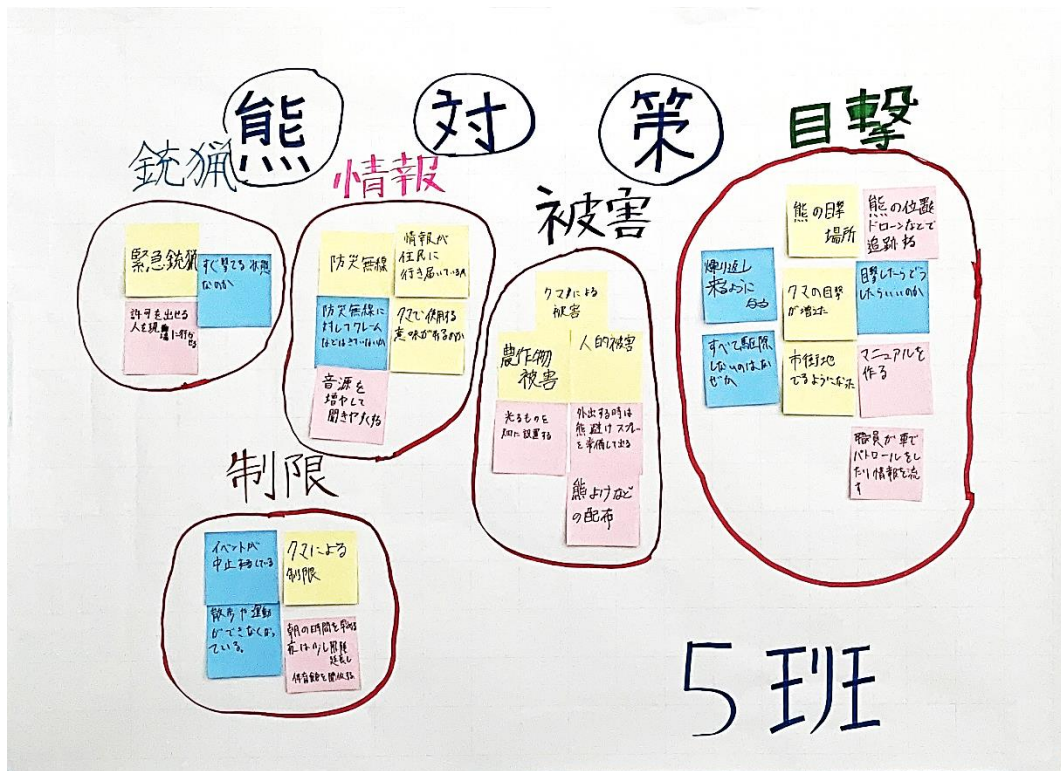 熊 対 策
銃猟
緊急銃猟
すぐ撃てる状態
なのか
許可を出せる
人を現場に行かせる
情報
防災無線
情報が
住民に
行き届いているか
防災無線に
対してクレーム
などはきていないか
クマで使用する
意味があるのか
音源を
増やして
聞きやすくする
被害
クマによる
被害
農作物
被害
人的被害
光るものを
畑に設置する
外出する時は
熊避けスプレー
を常備して出る
熊よけなど
の配布
目撃
熊の目撃
場所
熊の位置
ドローンなどで
追跡する
繰り返し
来るように
なる
クマの目撃
が増えた
目撃したらどう
したらいいのか
すべて駆除
しないのはな
ぜか
市街地
でるようになった
マニュアルを
作る
職員が車で
パトロールをし
たり情報を流
す
制限
イベントが
中止
している
クマによる
制限
散歩や運動
ができなくなっ
ている。
朝の時間を
夜は少し
延長し
体育館を開放する
5班